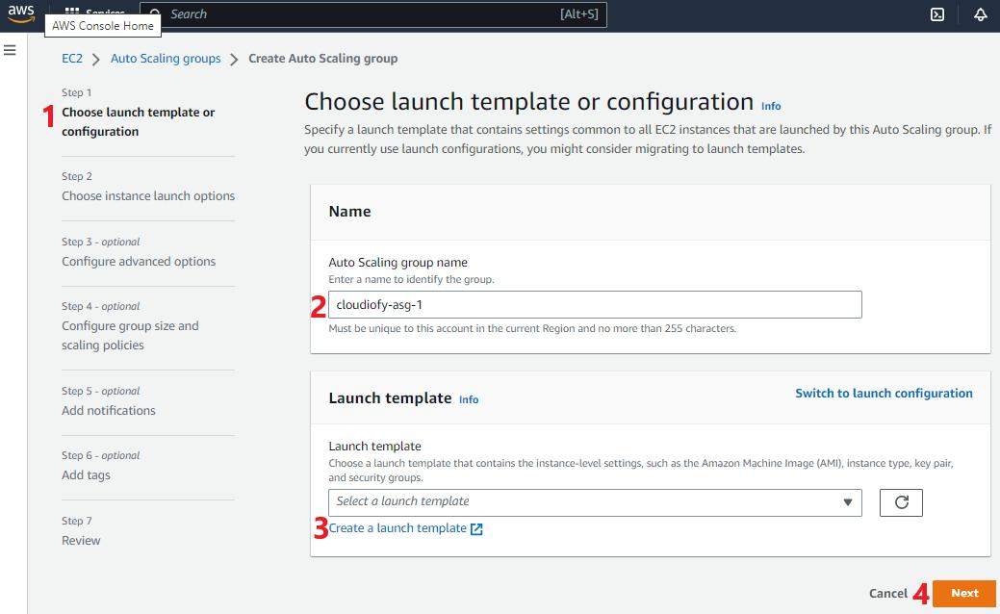 aws
Services
Search [Alt+S]
AWS Console Home
EC2 > Auto Scaling groups > Create Auto Scaling group
Step 1
1 Choose launch template or
configuration
Step 2
Choose instance launch options
Step 3 - optional
Configure advanced options
Step 4 - optional
Configure group size and
scaling policies
Step 5 - optional
Add notifications
Step 6 - optional
Add tags
Step 7
Review
Choose launch template or configuration Info
Specify a launch template that contains settings common to all EC2 instances that are launched by this Auto Scaling group. If
you currently use launch configurations, you might consider migrating to launch templates.
Name
Auto Scaling group name
Enter a name to identify the group.
2 cloudiofy-asg-1
Must be unique to this account in the current Region and no more than 255 characters.
Launch template Info Switch to launch configuration
Launch template
Choose a launch template that contains the instance-level settings, such as the Amazon Machine Image (AMI), instance type, key pair,
and security groups.
Select a launch template
3 Create a launch template
Cancel 4 Next